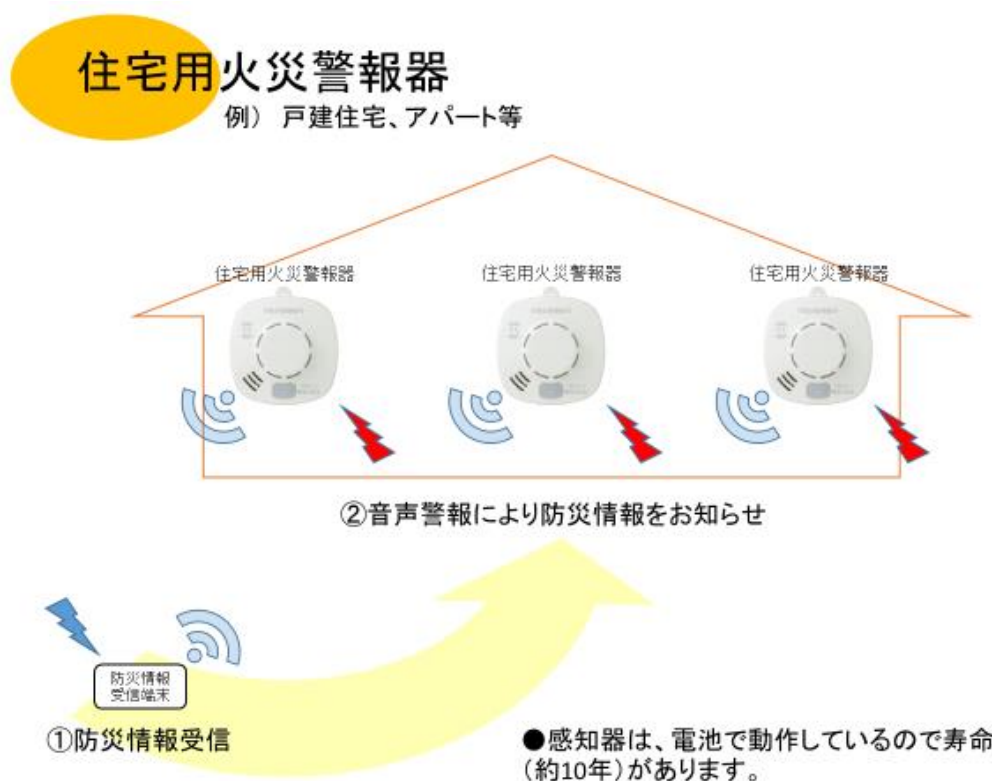 住宅用火災警報器
例） 戸建住宅、アパート等
住宅用火災警報器
住宅用火災警報器
住宅用火災警報器
②音声警報により防災情報をお知らせ
防災情報
受信端末
①防災情報受信
●感知器は、電池で動作しているので寿命
（約10年）があります。